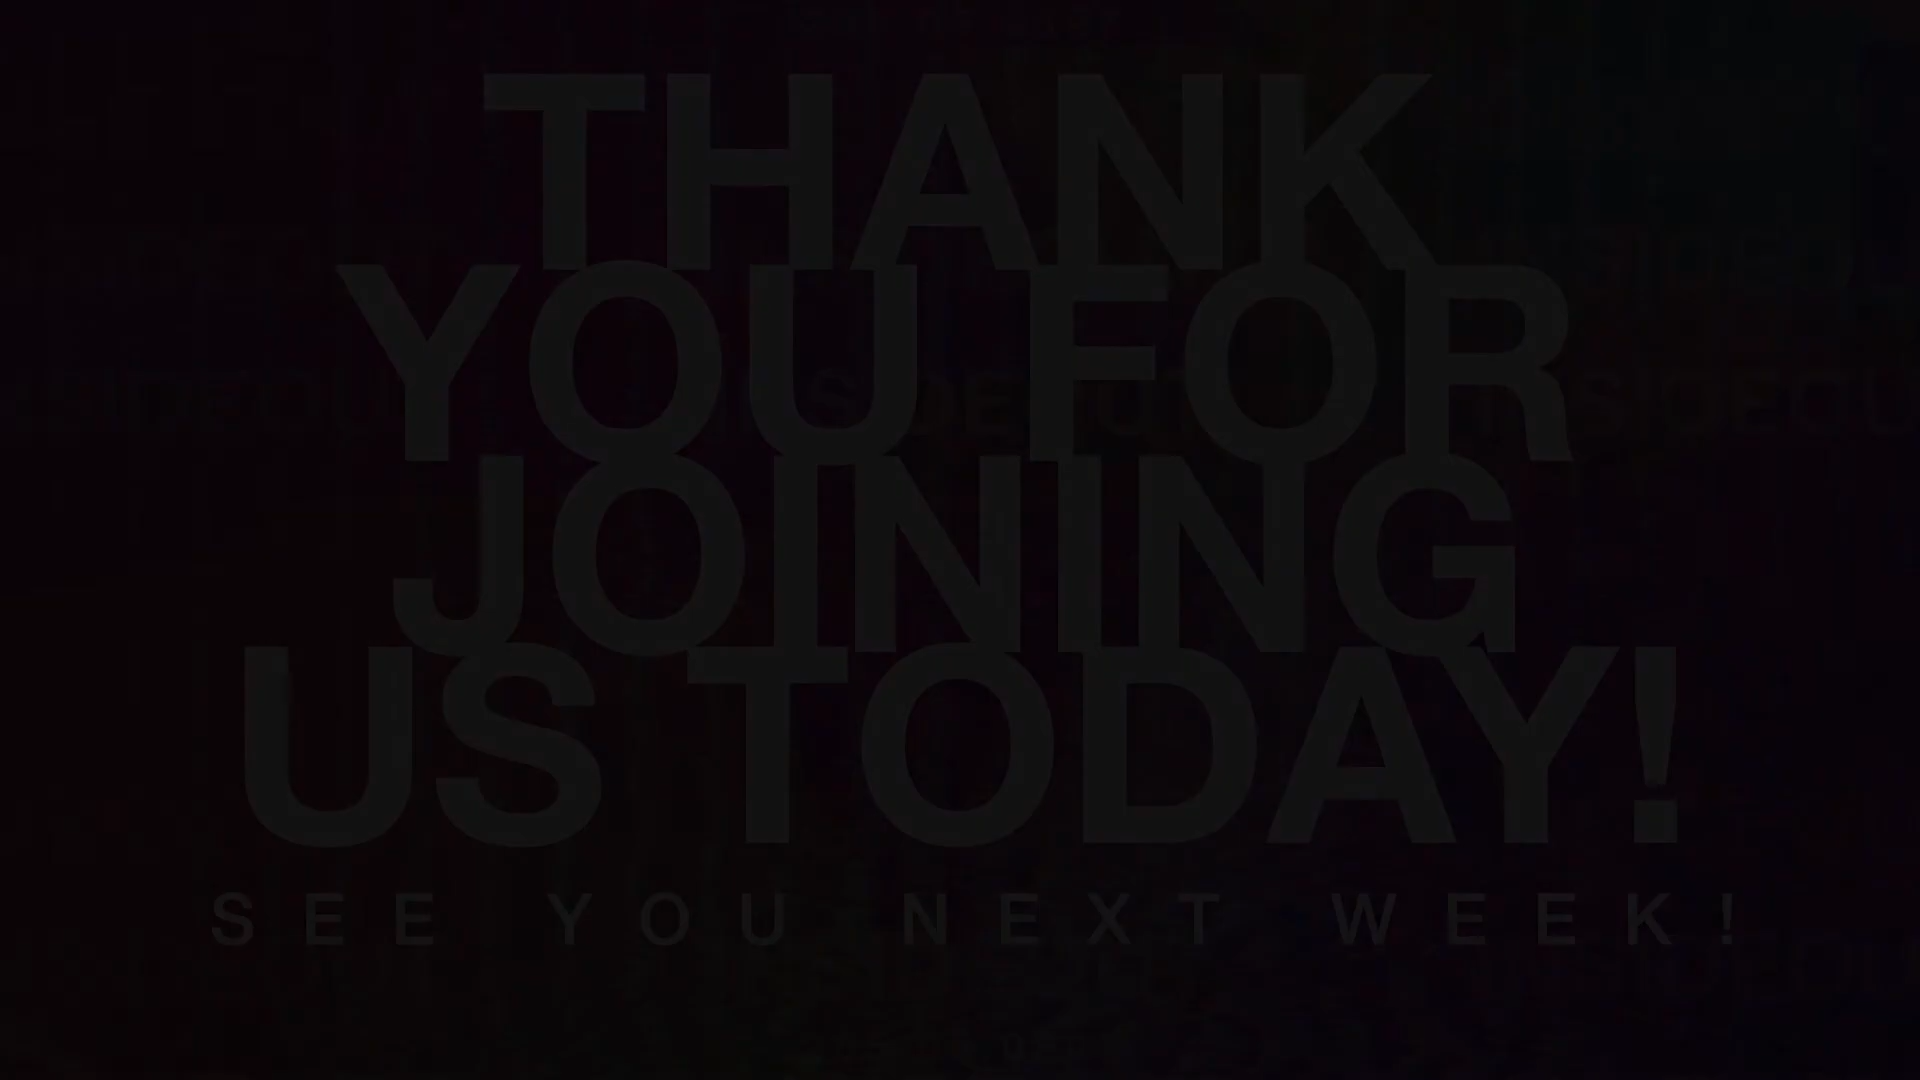 THANK
YOU FOR
JOINING
US TODAY!
SEE YOU NEXT WEEK!